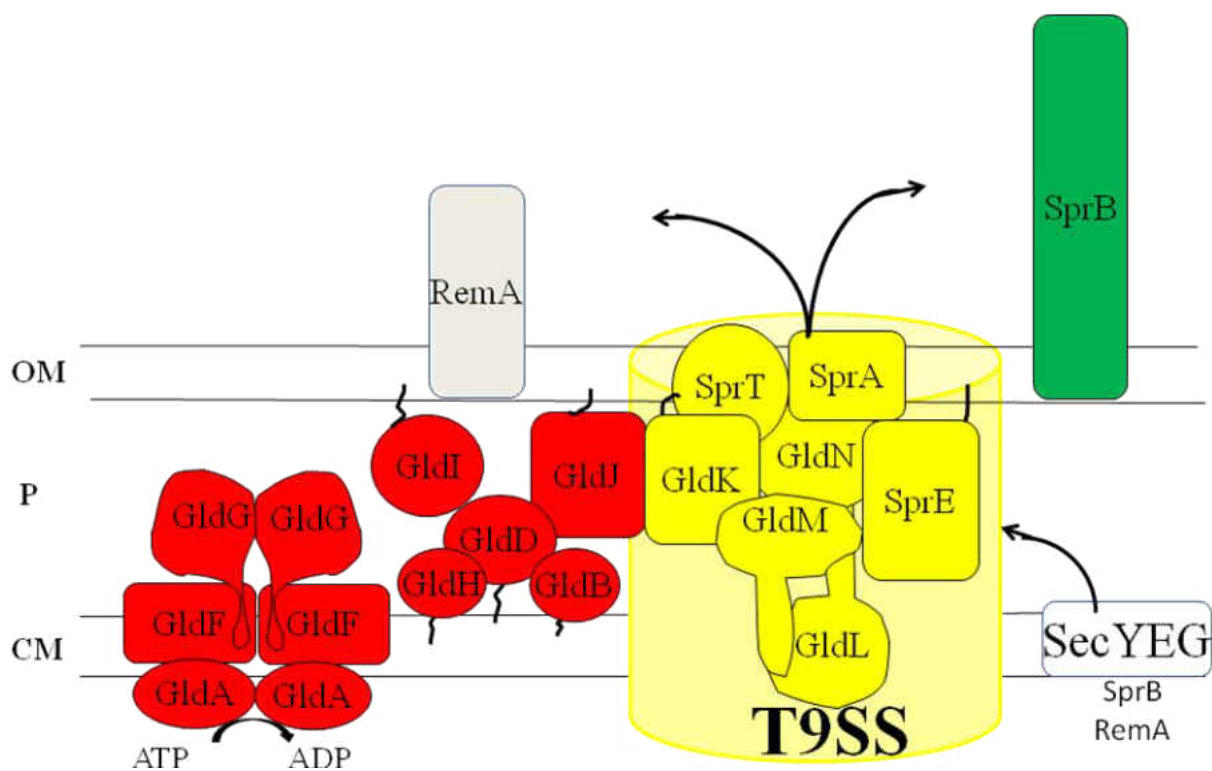 SprB
RemA
OM
SprT
SprA
GldI
GldJ
GldN
GldK
P
GldG
GldG
GldM
SprE
GldD
GldH
GldB
GldF
GldF
CM
SecYEG
GldL
GldA
GldA
SprB
RemA
T9SS
ATP
ADP